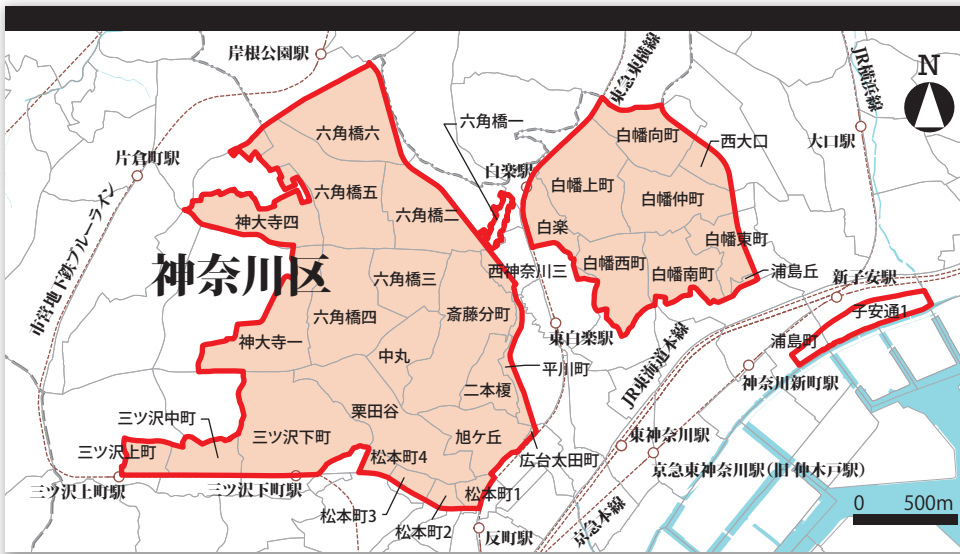 岸根公園駅
東急東横線
JR横浜線
N
六角橋六
六角橋一
白幡向町
西大口
大口駅
片倉町駅
白楽駅
六角橋五
白幡上町
白幡仲町
神大寺四
六角橋二
白楽
白幡東町
市営地下鉄ブルーライン
神奈川区
六角橋三
西神奈川三
白幡西町
白幡南町
浦島丘
新子安駅
六角橋四
斎藤分町
子安通1
神大寺一
中丸
東白楽駅
浦島町
JR東海道本線
平川町
神奈川新町駅
二本榎
三ツ沢中町
栗田谷
三ツ沢下町
旭ケ丘
三ツ沢上町
松本町4
広台太田町
東神奈川駅
京急東神奈川駅(旧 仲木戸駅)
三ツ沢上町駅
三ツ沢下町駅
松本町1
松本町3
松本町2
反町駅
京急本線
0 500m